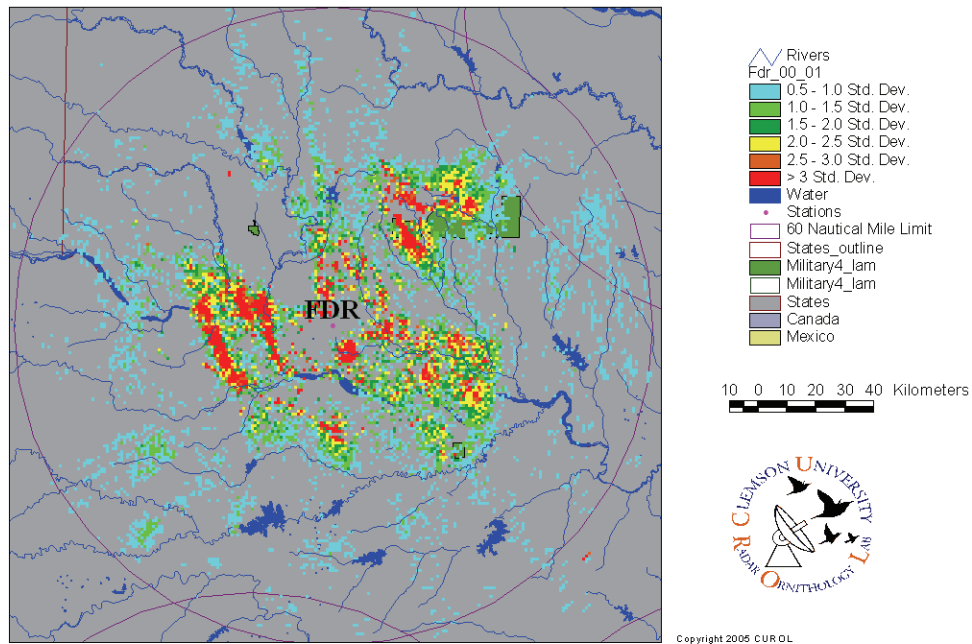 FDR
Rivers
Fdr_00_01
0.5 - 1.0 Std. Dev.
1.0 - 1.5 Std. Dev.
1.5 - 2.0 Std. Dev.
2.0 - 2.5 Std. Dev.
2.5 - 3.0 Std. Dev.
> 3 Std. Dev.
Water
Stations
60 Nautical Mile Limit
States_outline
Military4_lam
Military4_lam
States
Canada
Mexico
10 0 10 20 30 40 Kilometers
CLEMSON UNIVERSITY
RADAR ORNITHOLOGY LAB
Copyright 2005 CUROL